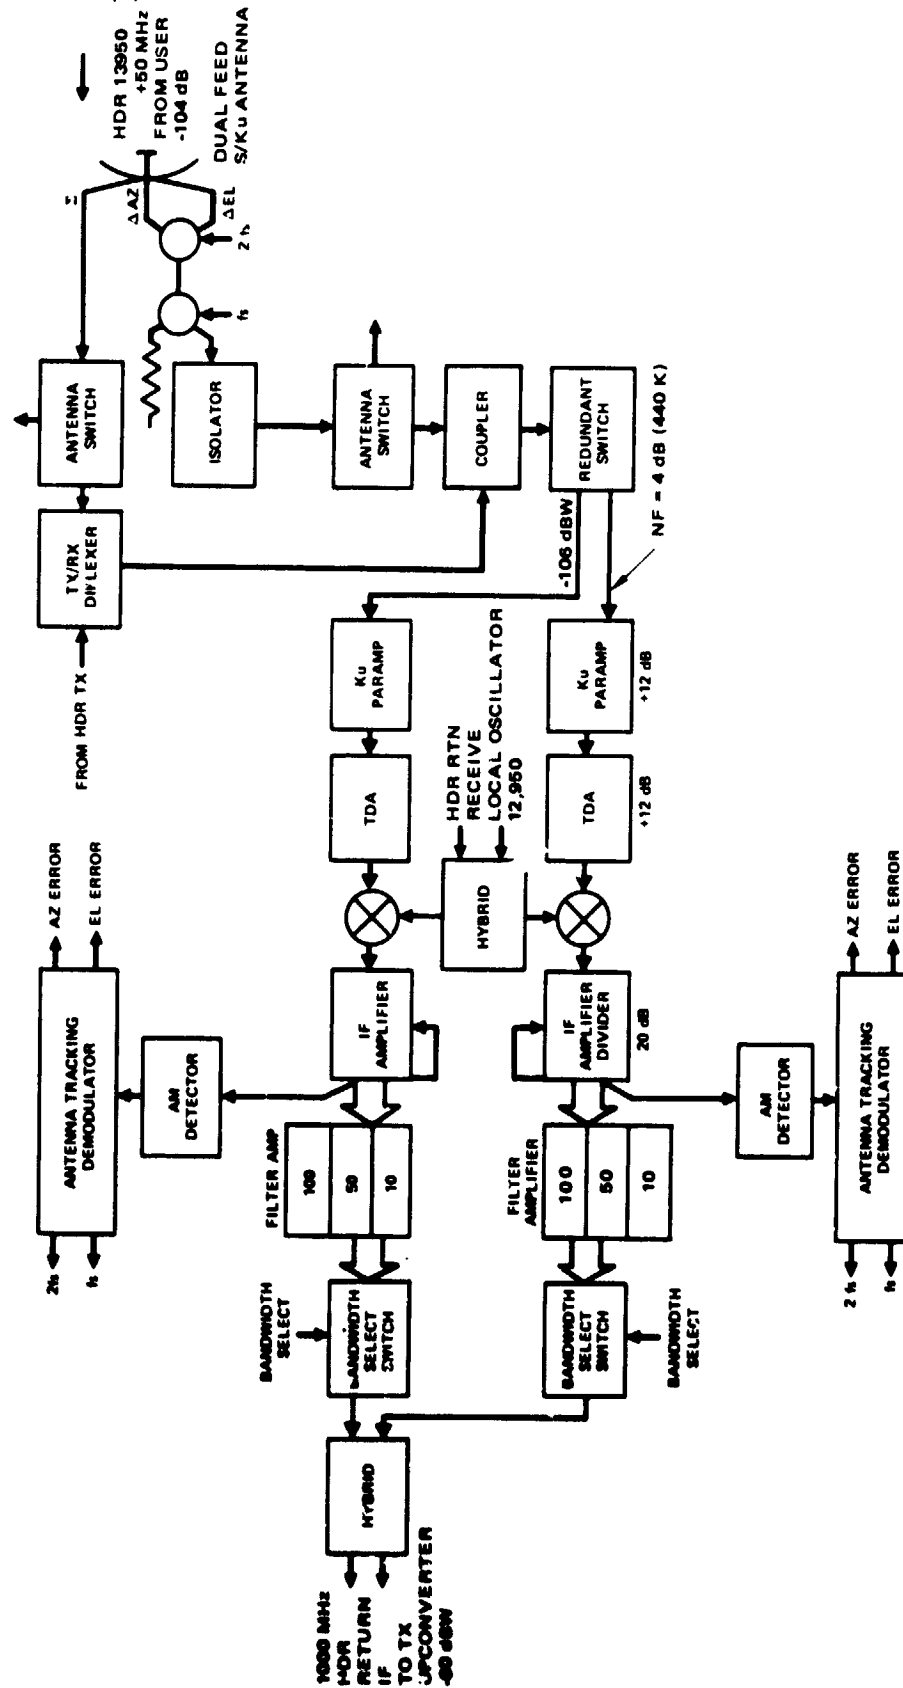 HDR 13950
+50 MHz
FROM USER
-104 dB
DUAL FEED
S/Ku ANTENNA
Σ
Δ AZ
Δ EL
2 fs
fs
ANTENNA
SWITCH
TX/RX
DIPLEXER
FROM HDR TX
ISOLATOR
ANTENNA
SWITCH
COUPLER
REDUNDANT
SWITCH
-106 dBW
NF = 4 dB (440 K)
Ku
PARAMP
TDA
Ku
PARAMP
+12 dB
TDA
+12 dB
HDR RTN
RECEIVE
LOCAL OSCILLATOR
12,950
HYBRID
IF
AMPLIFIER
IF
AMPLIFIER
DIVIDER
20 dB
AZ ERROR
EL ERROR
ANTENNA TRACKING
DEMODULATOR
2fs
fs
AM
DETECTOR
FILTER AMP
100
50
10
FILTER
AMPLIFIER
100
50
10
AM
DETECTOR
AZ ERROR
EL ERROR
ANTENNA TRACKING
DEMODULATOR
2 fs
fs
BANDWIDTH
SELECT
BANDWIDTH
SELECT
SWITCH
BANDWIDTH
SELECT
SWITCH
BANDWIDTH
SELECT
HYBRID
1000 MHz
HDR
RETURN
IF
TO TX
UPCONVERTER